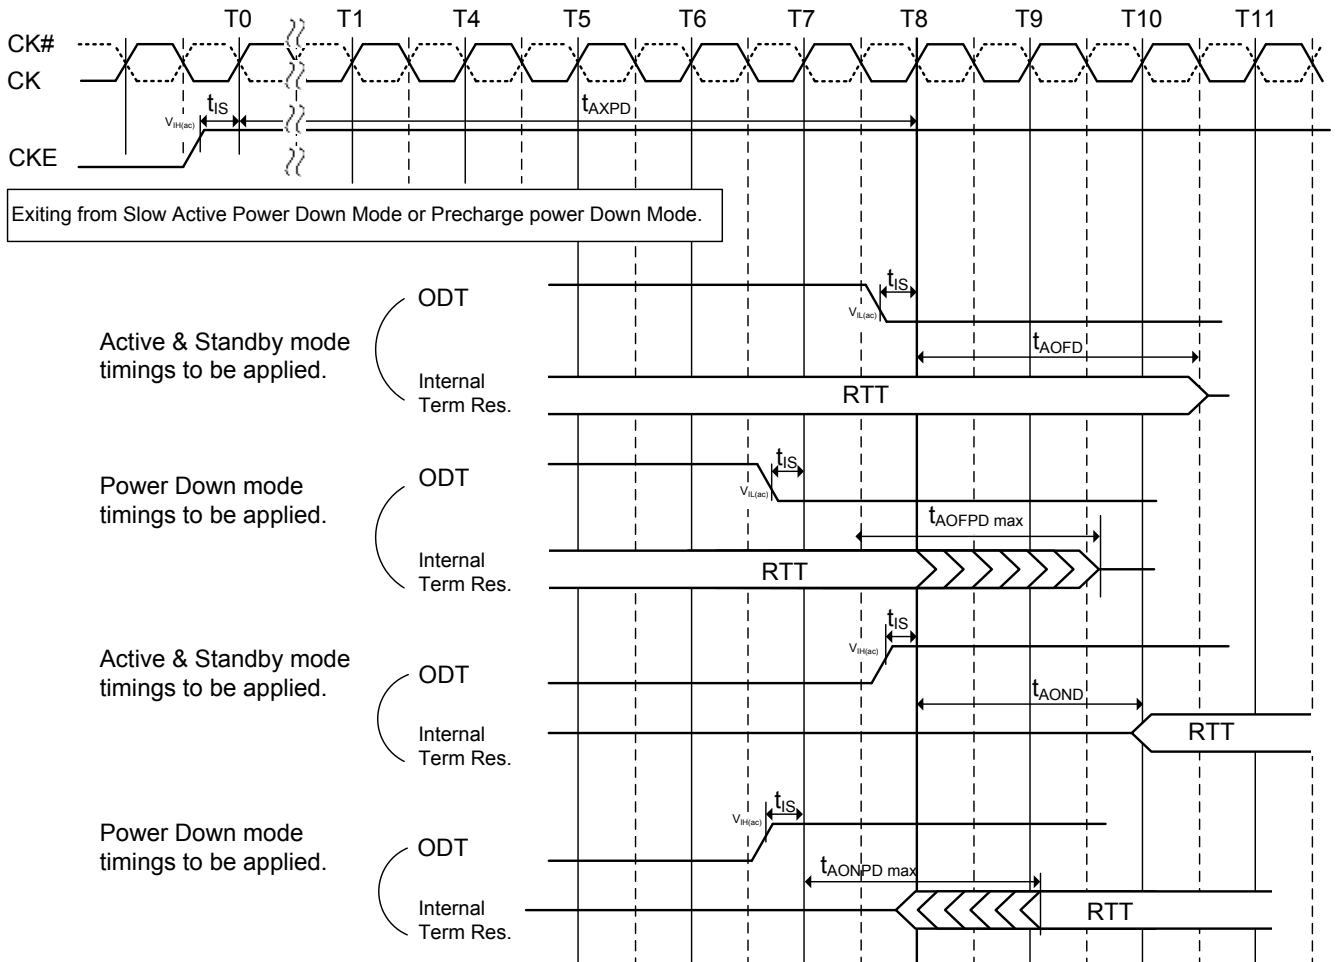 T0 T1 T4 T5 T6 T7 T8 T9 T10 T11
CK#
CK
tIS
tAXPD
VIH(ac)
CKE
Exiting from Slow Active Power Down Mode or Precharge power Down Mode.
ODT
tIS
VIL(ac)
Active & Standby mode
timings to be applied.
tAOFD
Internal
Term Res.
RTT
ODT
tIS
VIL(ac)
Power Down mode
timings to be applied.
tAOFPD max
Internal
Term Res.
RTT
tIS
VIH(ac)
Active & Standby mode
timings to be applied.
ODT
tAOND
Internal
Term Res.
RTT
tIS
VIH(ac)
Power Down mode
timings to be applied.
ODT
tAONPD max
Internal
Term Res.
RTT